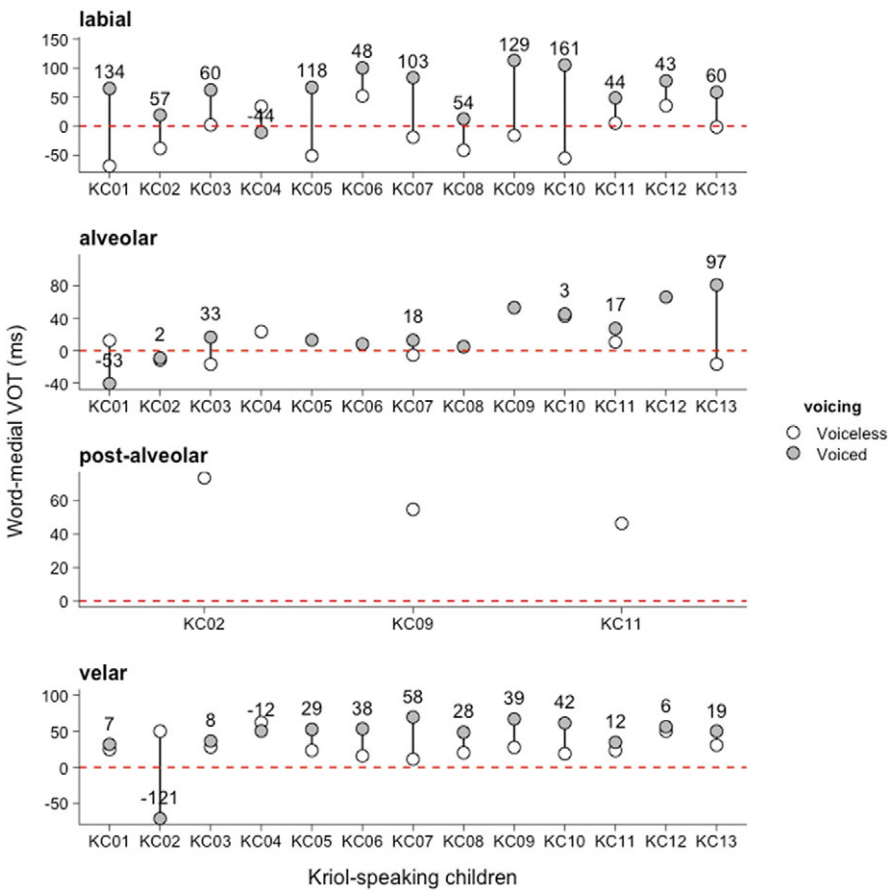 labial
150
100
50
0
-50
134 57 60 -44 118 48 103 54 129 161 44 43 60
KC01 KC02 KC03 KC04 KC05 KC06 KC07 KC08 KC09 KC10 KC11 KC12 KC13
alveolar
80
40
0
-40
-53 2 33 18 3 17 97
KC01 KC02 KC03 KC04 KC05 KC06 KC07 KC08 KC09 KC10 KC11 KC12 KC13
post-alveolar
60
40
20
0
KC02 KC09 KC11
velar
100
50
0
-50
7 -121 8 -12 29 38 58 28 39 42 12 6 19
KC01 KC02 KC03 KC04 KC05 KC06 KC07 KC08 KC09 KC10 KC11 KC12 KC13
Word-medial VOT (ms)
Kriol-speaking children
voicing
Voiceless
Voiced